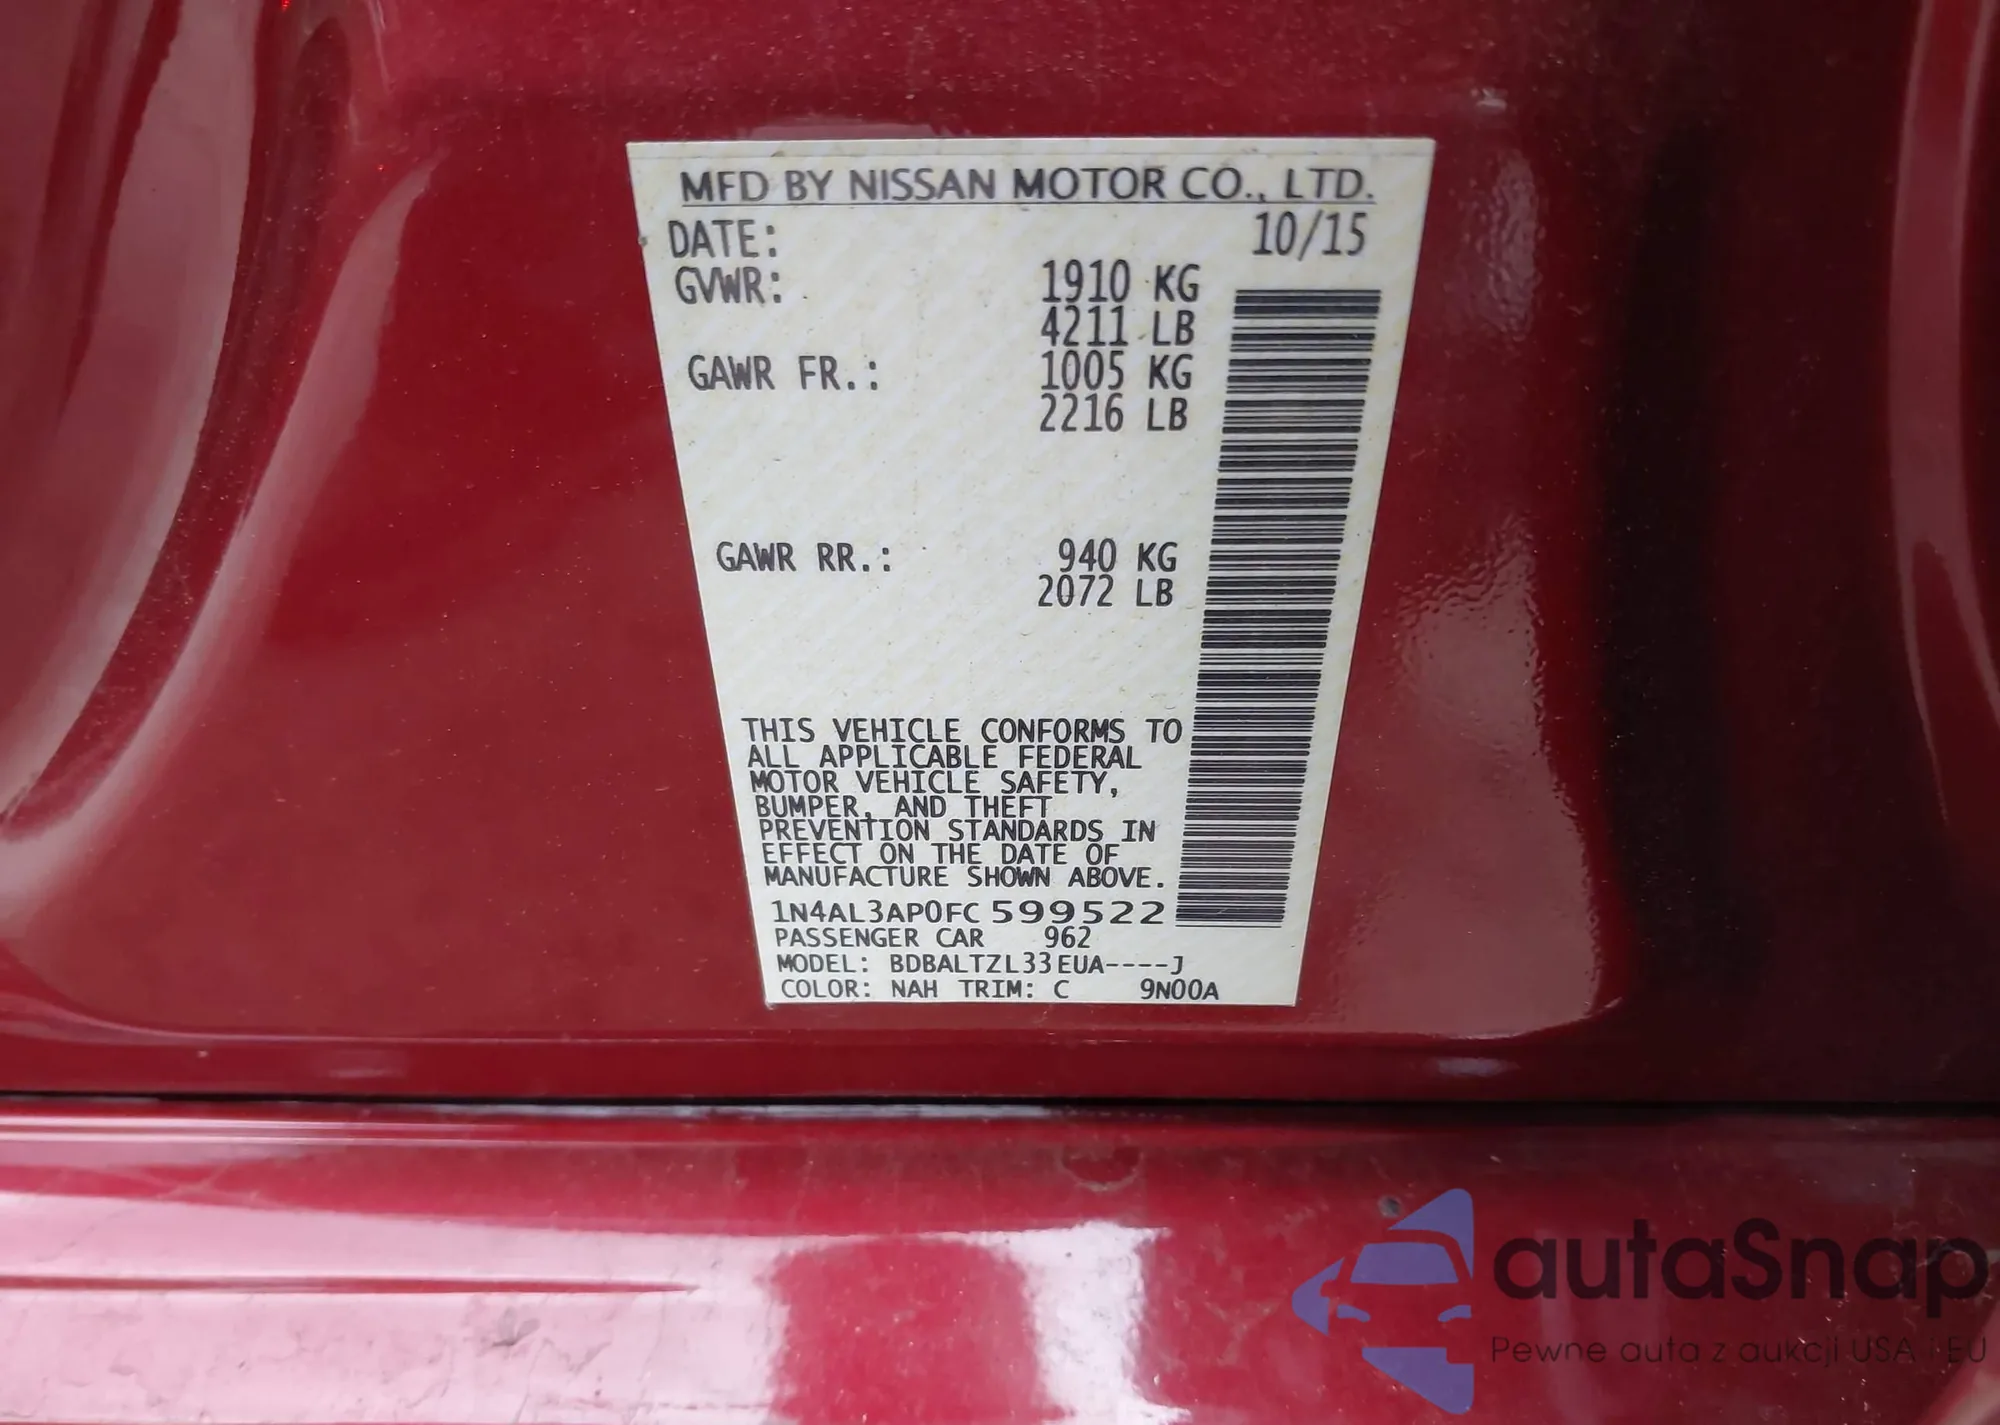 MFD BY NISSAN MOTOR CO., LTD.
DATE: 10/15
GVWR: 1910 KG
4211 LB
GAWR FR.: 1005 KG
2216 LB
GAWR RR.: 940 KG
2072 LB
THIS VEHICLE CONFORMS TO
ALL APPLICABLE FEDERAL
MOTOR VEHICLE SAFETY,
BUMPER, AND THEFT
PREVENTION STANDARDS IN
EFFECT ON THE DATE OF
MANUFACTURE SHOWN ABOVE.
1N4AL3AP0FC599522
PASSENGER CAR 962
MODEL: BDBALTZL33EUA----J
COLOR: NAH TRIM: C 9N00A
autaSnap
Pewne auta z aukcji USA i EU